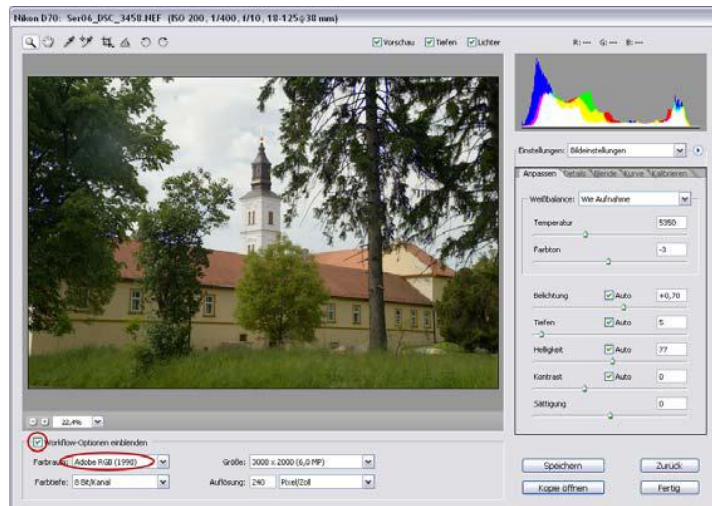 Nikon D70: Ser06_DSC_3458.NEF (ISO 200, 1/400, f/10, 18-125@38 mm)
Vorschau Tiefen Lichter
R: --- G: --- B: ---
Einstellungen: Bildeinstellungen
Anpassen Details Blende Kurve Kalibrieren
Weißbalance: Wie Aufnahme
Temperatur 5350
Farbton -3
Belichtung Auto +0,70
Tiefen Auto 5
Helligkeit Auto 77
Kontrast Auto 0
Sättigung 0
22,4%
Workflow-Optionen einblenden
Farbraum: Adobe RGB (1998) Größe: 3008 x 2000 (6,0 MP)
Farbtiefe: 8 Bit/Kanal Auflösung: 240 Pixel/Zoll
Speichern Zurück
Kopie öffnen Fertig